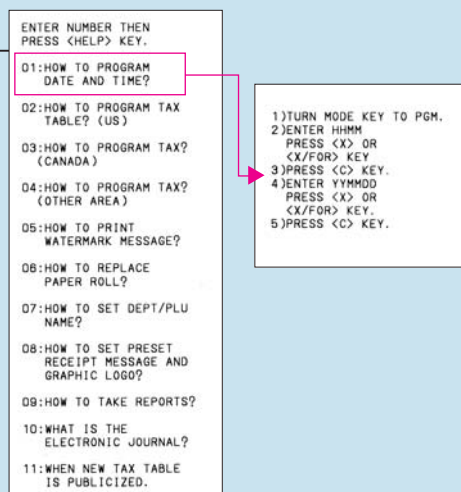 ENTER NUMBER THEN
PRESS <HELP> KEY.
01:HOW TO PROGRAM
DATE AND TIME?
02:HOW TO PROGRAM TAX
TABLE? (US)
03:HOW TO PROGRAM TAX?
(CANADA)
04:HOW TO PROGRAM TAX?
(OTHER AREA)
05:HOW TO PRINT
WATERMARK MESSAGE?
06:HOW TO REPLACE
PAPER ROLL?
07:HOW TO SET DEPT/PLU
NAME?
08:HOW TO SET PRESET
RECEIPT MESSAGE AND
GRAPHIC LOGO?
09:HOW TO TAKE REPORTS?
10:WHAT IS THE
ELECTRONIC JOURNAL?
11:WHEN NEW TAX TABLE
IS PUBLICIZED.
1)TURN MODE KEY TO PGM.
2)ENTER HHMM
PRESS <X> OR
<X/FOR> KEY
3)PRESS <C> KEY.
4)ENTER YYMMDD
PRESS <X> OR
<X/FOR> KEY.
5)PRESS <C> KEY.